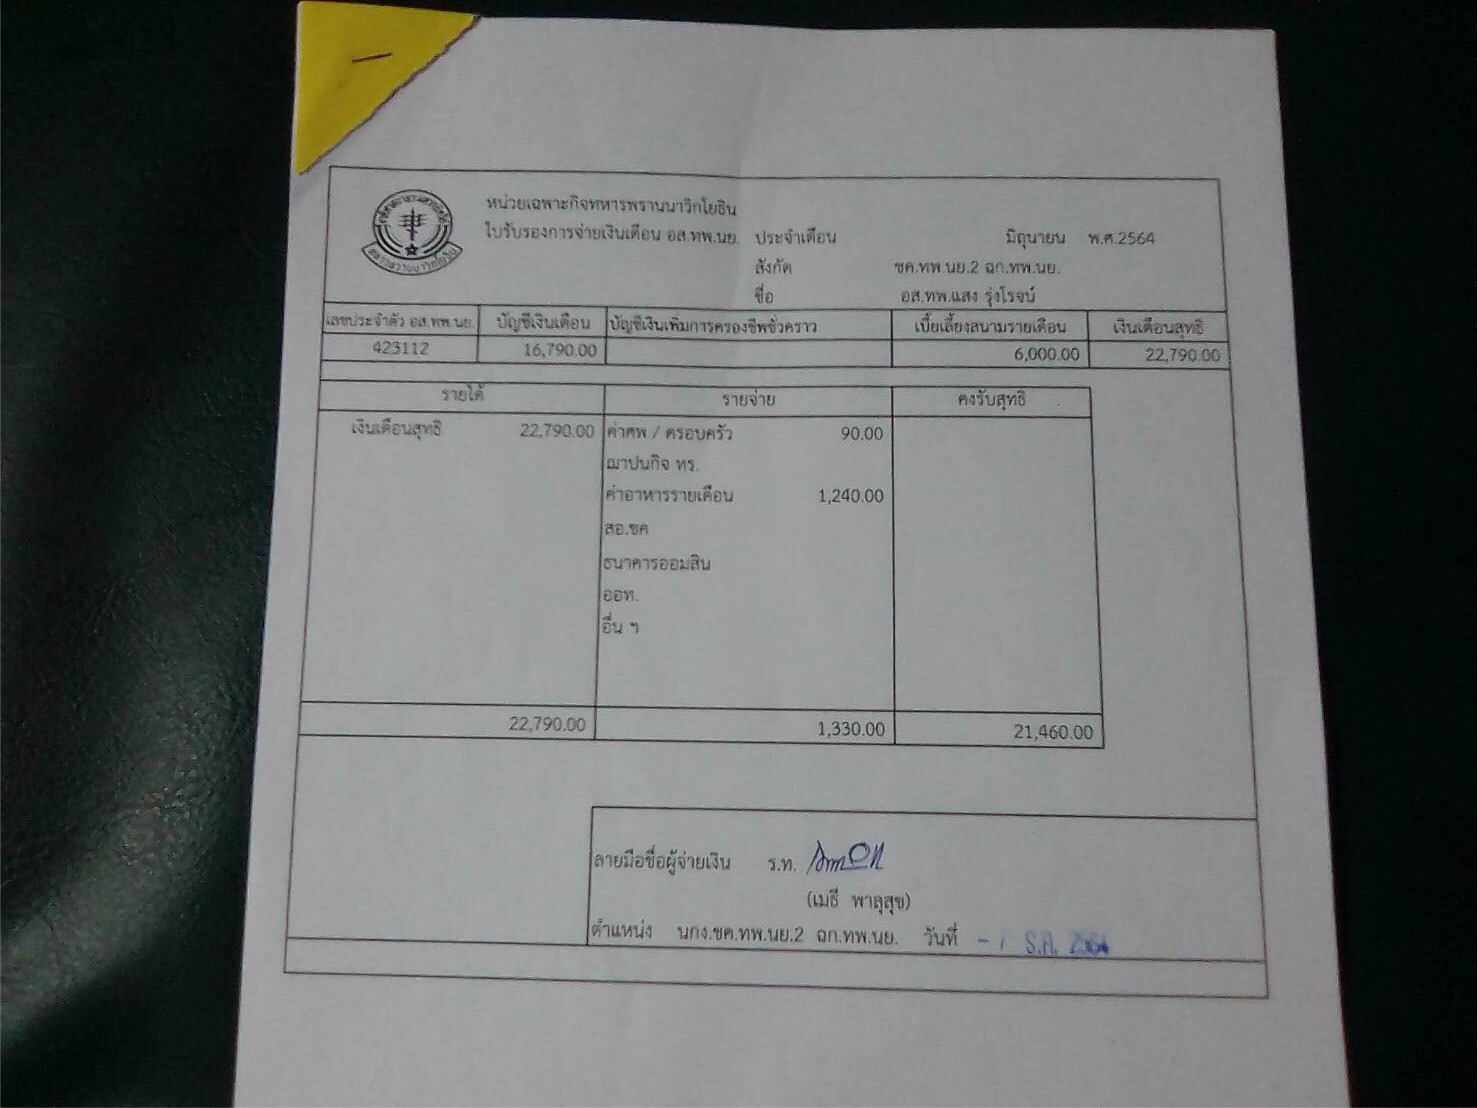 หน่วยเฉพาะกิจทหารพรานนาวิกโยธิน
ใบรับรองการจ่ายเงินเดือน อส.ทพ.นย. ประจำเดือน มิถุนายน พ.ศ.2564
สังกัด ชค.ทพ.นย.2 ฉก.ทพ.นย.
ชื่อ อส.ทพ.แสง รุ่งโรจน์
เลขประจำตัว อส.ทพ.นย. บัญชีเงินเดือน บัญชีเงินเพิ่มการครองชีพชั่วคราว เบี้ยเลี้ยงสนามรายเดือน เงินเดือนสุทธิ
423112 16,790.00 6,000.00 22,790.00
รายได้ รายจ่าย คงรับสุทธิ
เงินเดือนสุทธิ 22,790.00 ค่าศพ / ครอบครัว 90.00
ฌาปนกิจ ทร.
ค่าอาหารรายเดือน 1,240.00
สอ.ชค
ธนาคารออมสิน
ออท.
อื่น ๆ
22,790.00 1,330.00 21,460.00
ลายมือชื่อผู้จ่ายเงิน ร.ท.
(เมธี พาลุสุข)
ตำแหน่ง นกง.ชค.ทพ.นย.2 ฉก.ทพ.นย. วันที่ 2564